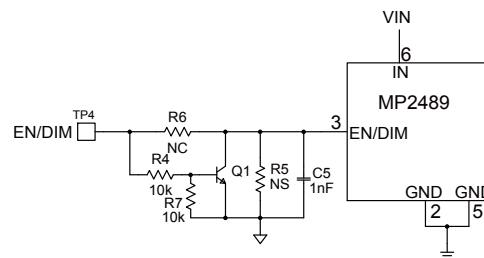 VIN
6
IN
MP2489
TP4
EN/DIM
R6
NC
3
EN/DIM
R4
10k
Q1
R5
NS
C5
1nF
R7
10k
GND
2
GND
5